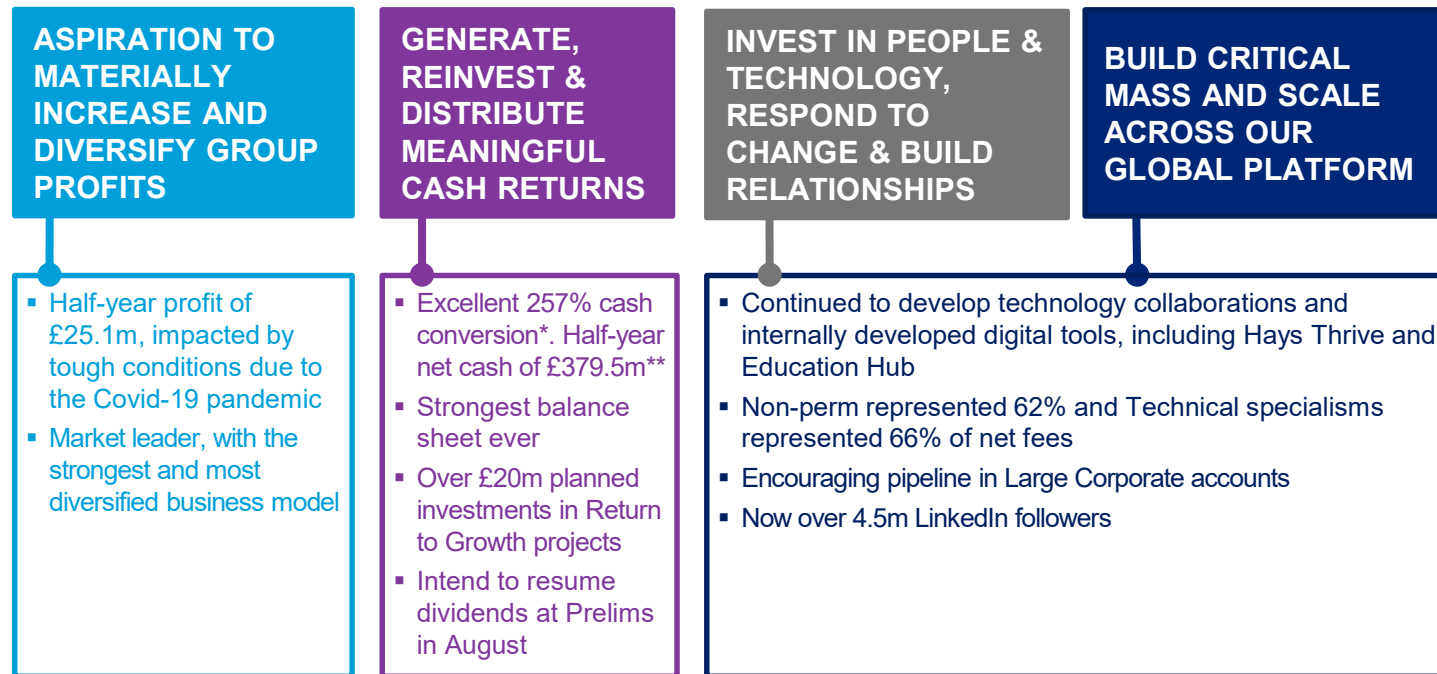 ASPIRATION TO
MATERIALLY
INCREASE AND
DIVERSIFY GROUP
PROFITS
▪ Half-year profit of
£25.1m, impacted by
tough conditions due to
the Covid-19 pandemic
▪ Market leader, with the
strongest and most
diversified business model
GENERATE,
REINVEST &
DISTRIBUTE
MEANINGFUL
CASH RETURNS
▪ Excellent 257% cash
conversion*. Half-year
net cash of £379.5m**
▪ Strongest balance
sheet ever
▪ Over £20m planned
investments in Return
to Growth projects
▪ Intend to resume
dividends at Prelims
in August
INVEST IN PEOPLE &
TECHNOLOGY,
RESPOND TO
CHANGE & BUILD
RELATIONSHIPS
BUILD CRITICAL
MASS AND SCALE
ACROSS OUR
GLOBAL PLATFORM
▪ Continued to develop technology collaborations and
internally developed digital tools, including Hays Thrive and
Education Hub
▪ Non-perm represented 62% and Technical specialisms
represented 66% of net fees
▪ Encouraging pipeline in Large Corporate accounts
▪ Now over 4.5m LinkedIn followers